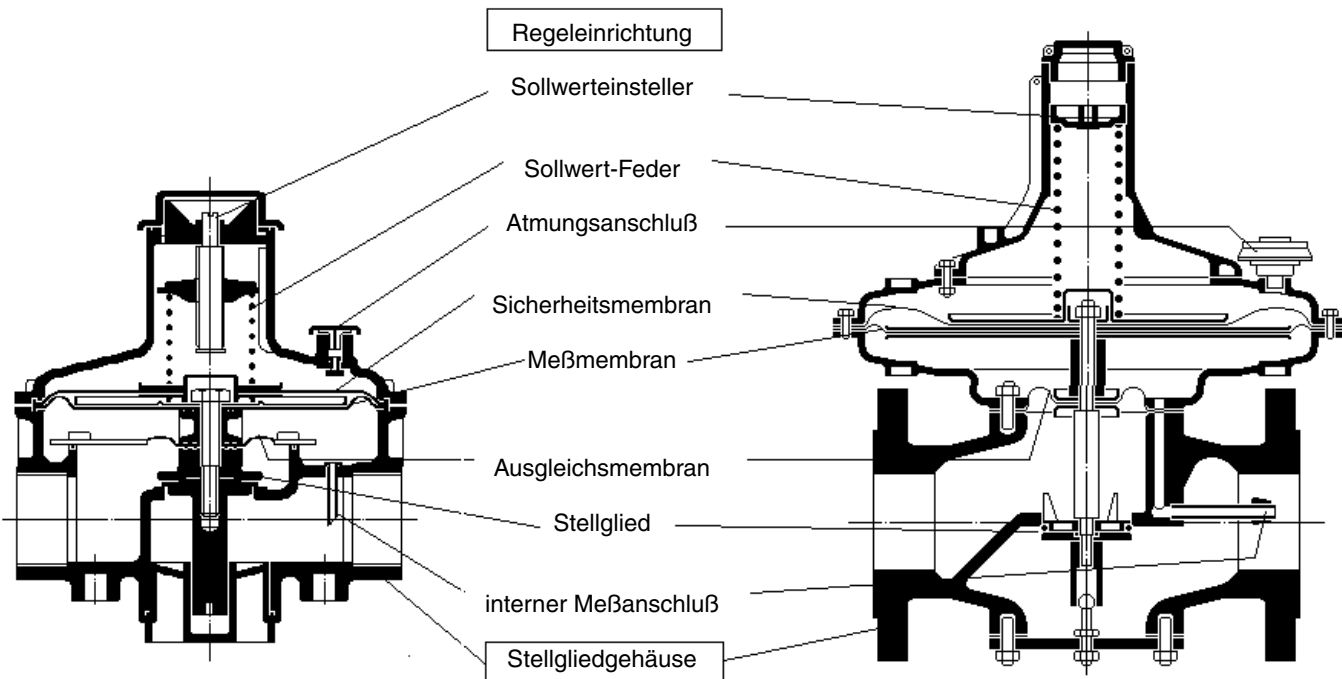 Regeleinrichtung
Sollwerteinsteller
Sollwert-Feder
Atmungsanschluß
Sicherheitsmembran
Meßmembran
Ausgleichsmembran
Stellglied
interner Meßanschluß
Stellgliedgehäuse